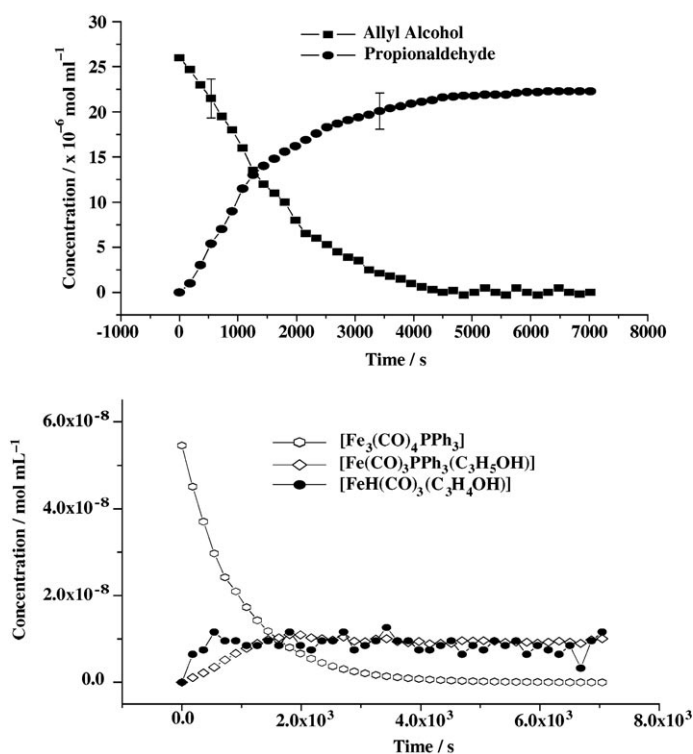 30
Allyl Alcohol
25
Propionaldehyde
20
15
10
5
0
Concentration / x 10⁻⁶ mol ml⁻¹
-1000 0 1000 2000 3000 4000 5000 6000 7000 8000
Time / s
6.0x10⁻⁸
[Fe₃(CO)₄PPh₃]
[Fe(CO)₃PPh₃(C₃H₅OH)]
[FeH(CO)₃(C₃H₄OH)]
4.0x10⁻⁸
2.0x10⁻⁸
0.0
Concentration / mol mL⁻¹
0.0 2.0x10³ 4.0x10³ 6.0x10³ 8.0x10³
Time / s